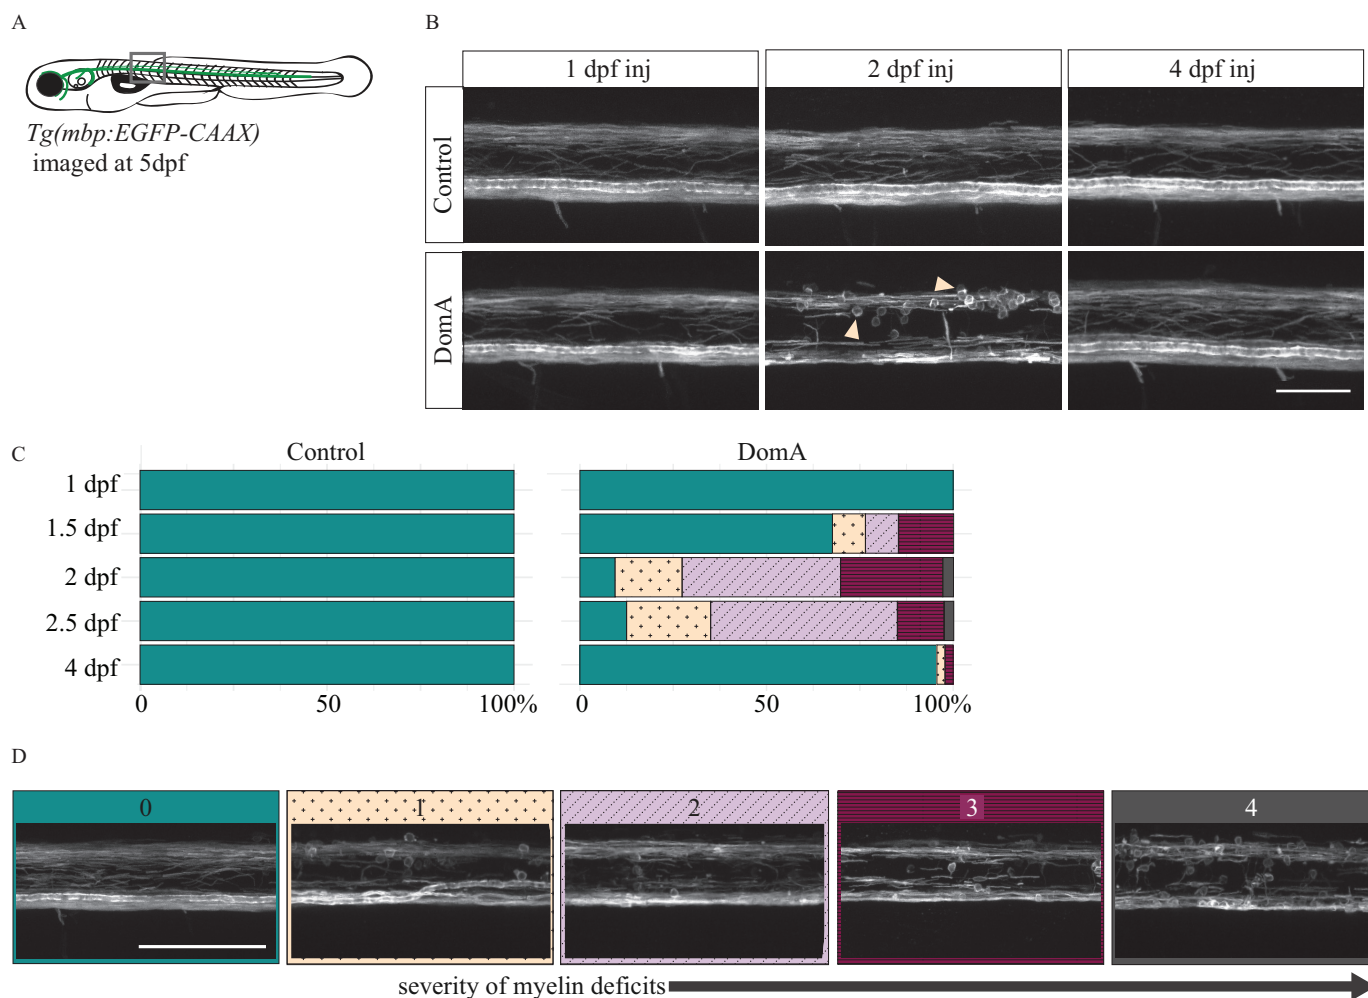 A
Tg(mbp:EGFP-CAAX)
imaged at 5dpf
B
1 dpf inj
2 dpf inj
4 dpf inj
Control
DomA
C
Control
DomA
1 dpf
1.5 dpf
2 dpf
2.5 dpf
4 dpf
0 50 100%
0 50 100%
D
0
1
2
3
4
severity of myelin deficits